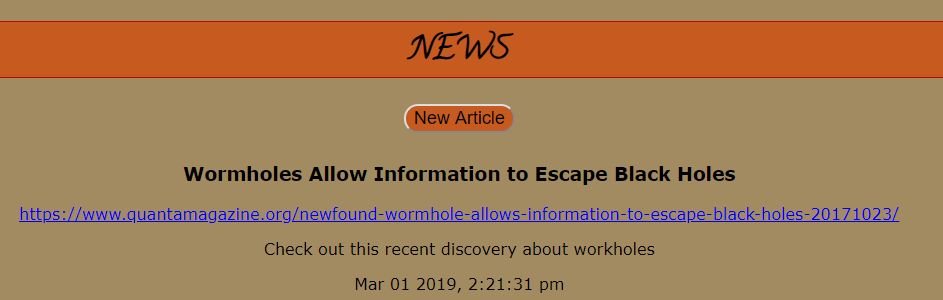 NEWS
New Article
Wormholes Allow Information to Escape Black Holes
https://www.quantamagazine.org/newfound-wormhole-allows-information-to-escape-black-holes-20171023/
Check out this recent discovery about workholes
Mar 01 2019, 2:21:31 pm